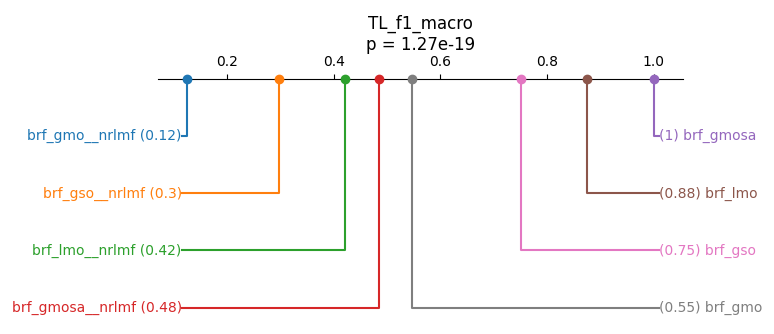 TL_f1_macro
p = 1.27e-19
0.2 0.4 0.6 0.8 1.0
brf_gmo__nrlmf (0.12) (1) brf_gmosa
brf_gso__nrlmf (0.3) (0.88) brf_lmo
brf_lmo__nrlmf (0.42) (0.75) brf_gso
brf_gmosa__nrlmf (0.48) (0.55) brf_gmo